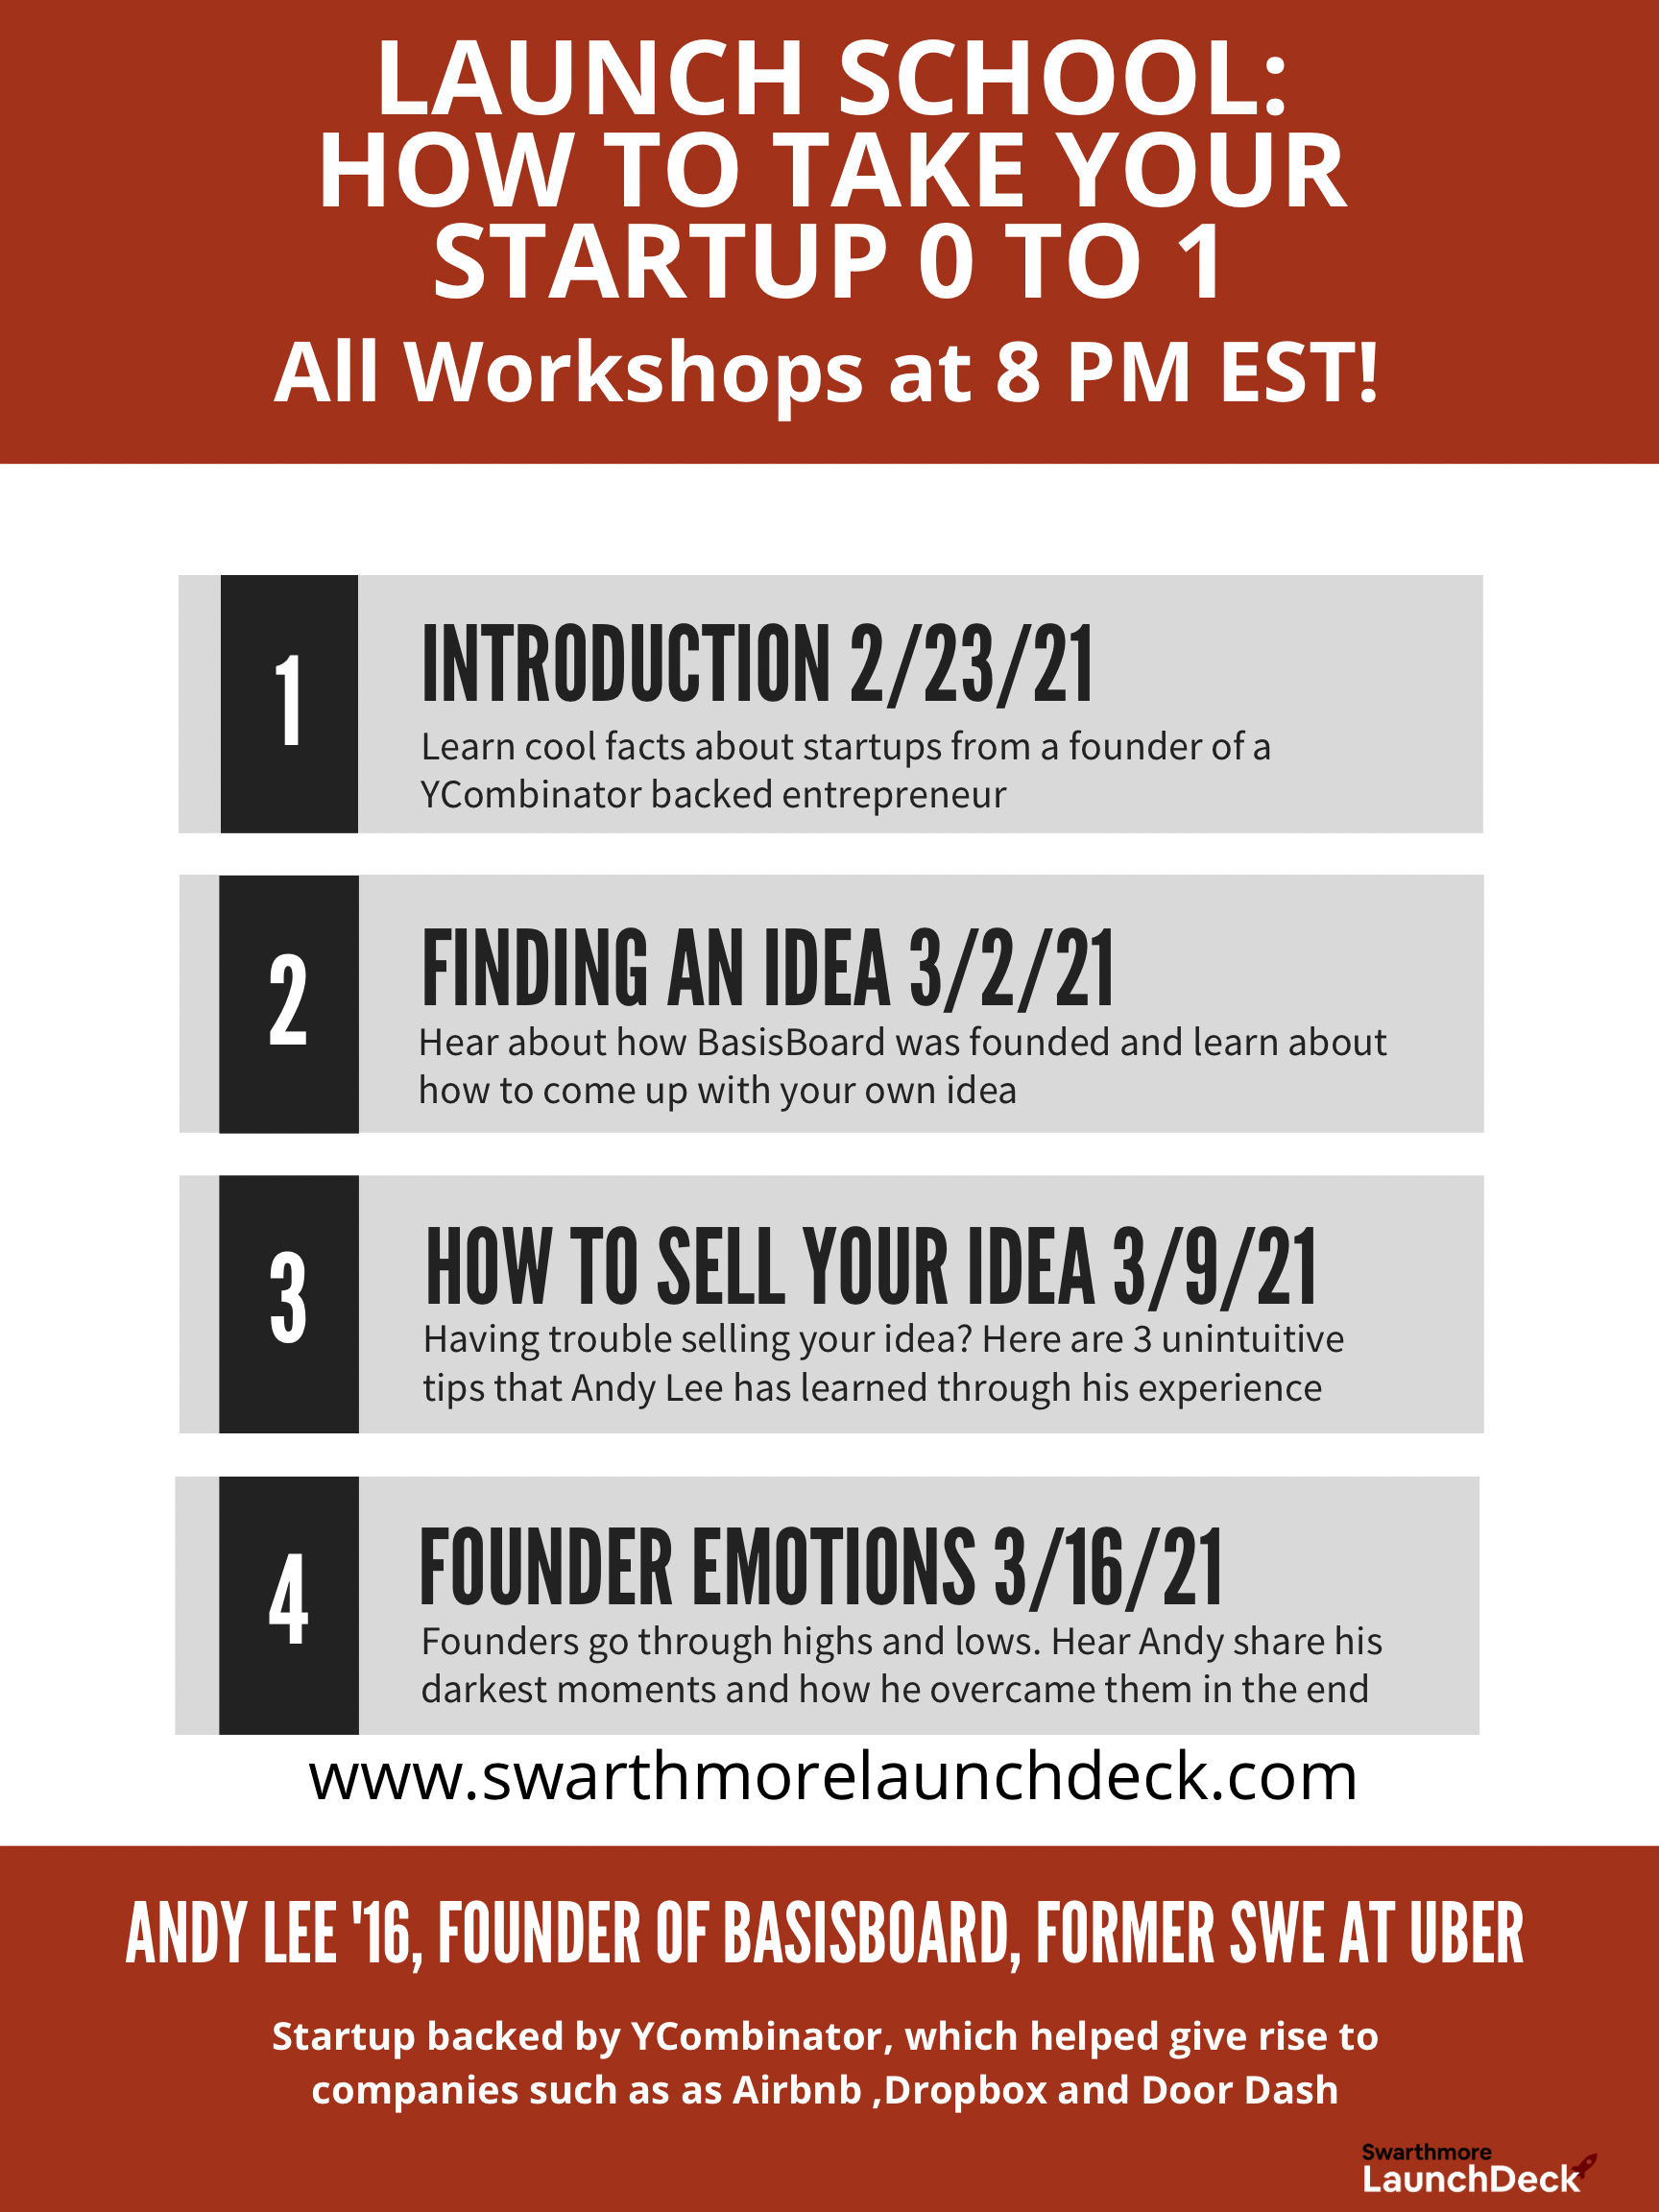 LAUNCH SCHOOL:
HOW TO TAKE YOUR
STARTUP 0 TO 1
All Workshops at 8 PM EST!
1
INTRODUCTION 2/23/21
Learn cool facts about startups from a founder of a
YCombinator backed entrepreneur
2
FINDING AN IDEA 3/2/21
Hear about how BasisBoard was founded and learn about
how to come up with your own idea
3
HOW TO SELL YOUR IDEA 3/9/21
Having trouble selling your idea? Here are 3 unintuitive
tips that Andy Lee has learned through his experience
4
FOUNDER EMOTIONS 3/16/21
Founders go through highs and lows. Hear Andy share his
darkest moments and how he overcame them in the end
www.swarthmorelaunchdeck.com
ANDY LEE '16, FOUNDER OF BASISBOARD, FORMER SWE AT UBER
Startup backed by YCombinator, which helped give rise to
companies such as as Airbnb ,Dropbox and Door Dash
Swarthmore
LaunchDeck